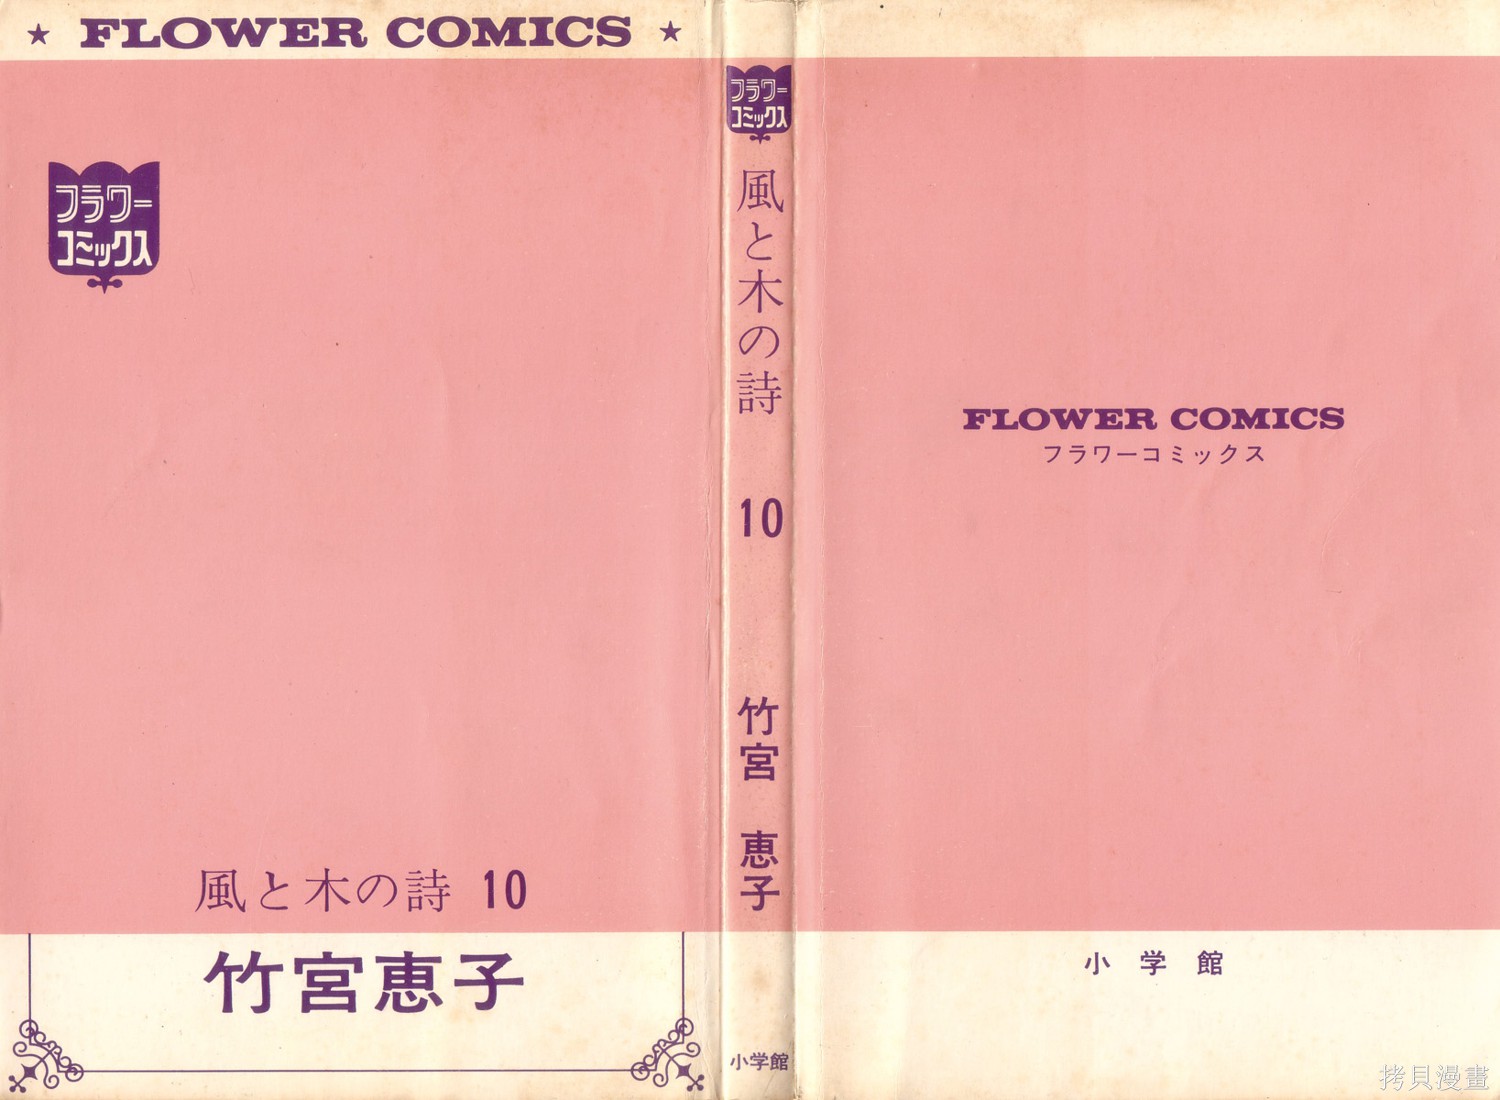 ★ FLOWER COMICS ★
フラワー
コミックス
風と木の詩 10
竹宮恵子
フラワー
コミックス
風と木の詩
10
竹宮 恵子
小学館
FLOWER COMICS
フラワーコミックス
小学館
拷貝漫畫